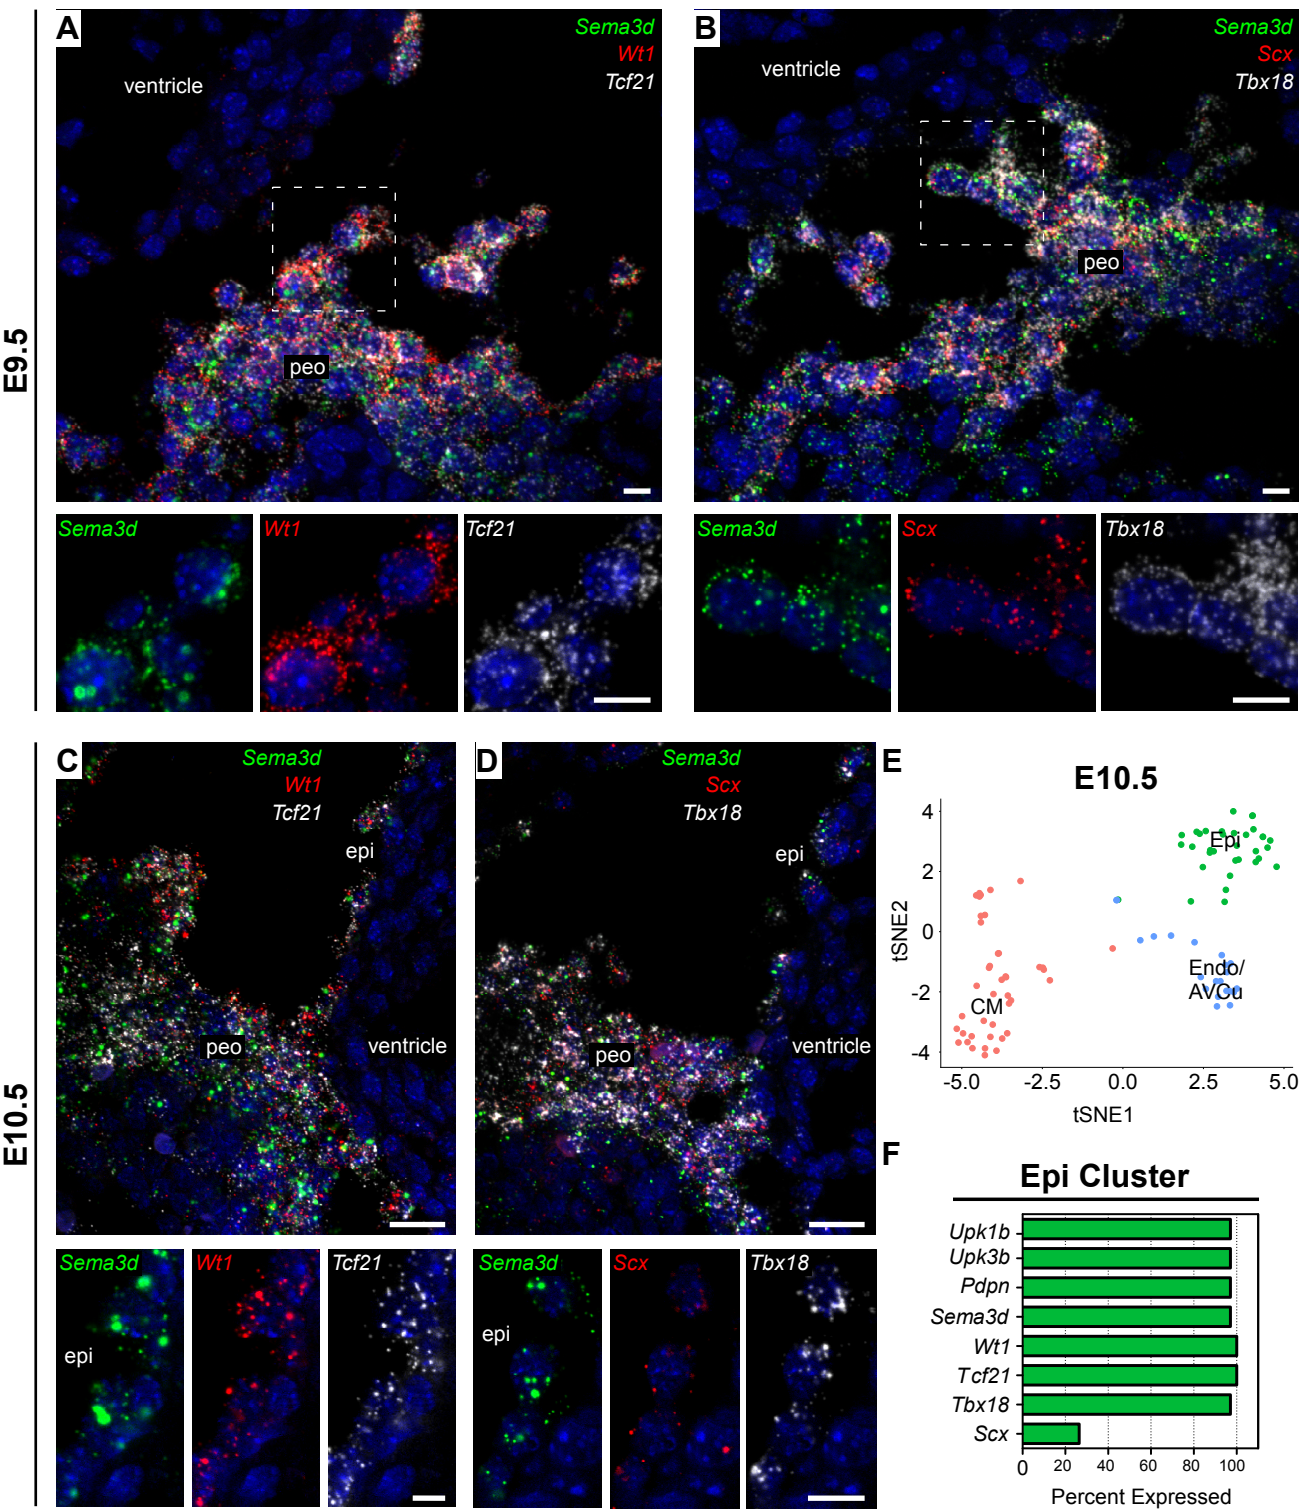 E9.5
A
Sema3d
Wt1
Tcf21
ventricle
peo
B
Sema3d
Scx
Tbx18
ventricle
peo
Sema3d
Wt1
Tcf21
Sema3d
Scx
Tbx18
E10.5
C
Sema3d
Wt1
Tcf21
epi
peo
ventricle
D
Sema3d
Scx
Tbx18
epi
peo
ventricle
Sema3d
epi
Wt1
Tcf21
Sema3d
epi
Scx
Tbx18
E
E10.5
4
2
0
-2
-4
tSNE2
Epi
Endo/
AVCu
CM
-5.0 -2.5 0.0 2.5 5.0
tSNE1
F
Epi Cluster
Upk1b
Upk3b
Pdpn
Sema3d
Wt1
Tcf21
Tbx18
Scx
0 20 40 60 80 100
Percent Expressed